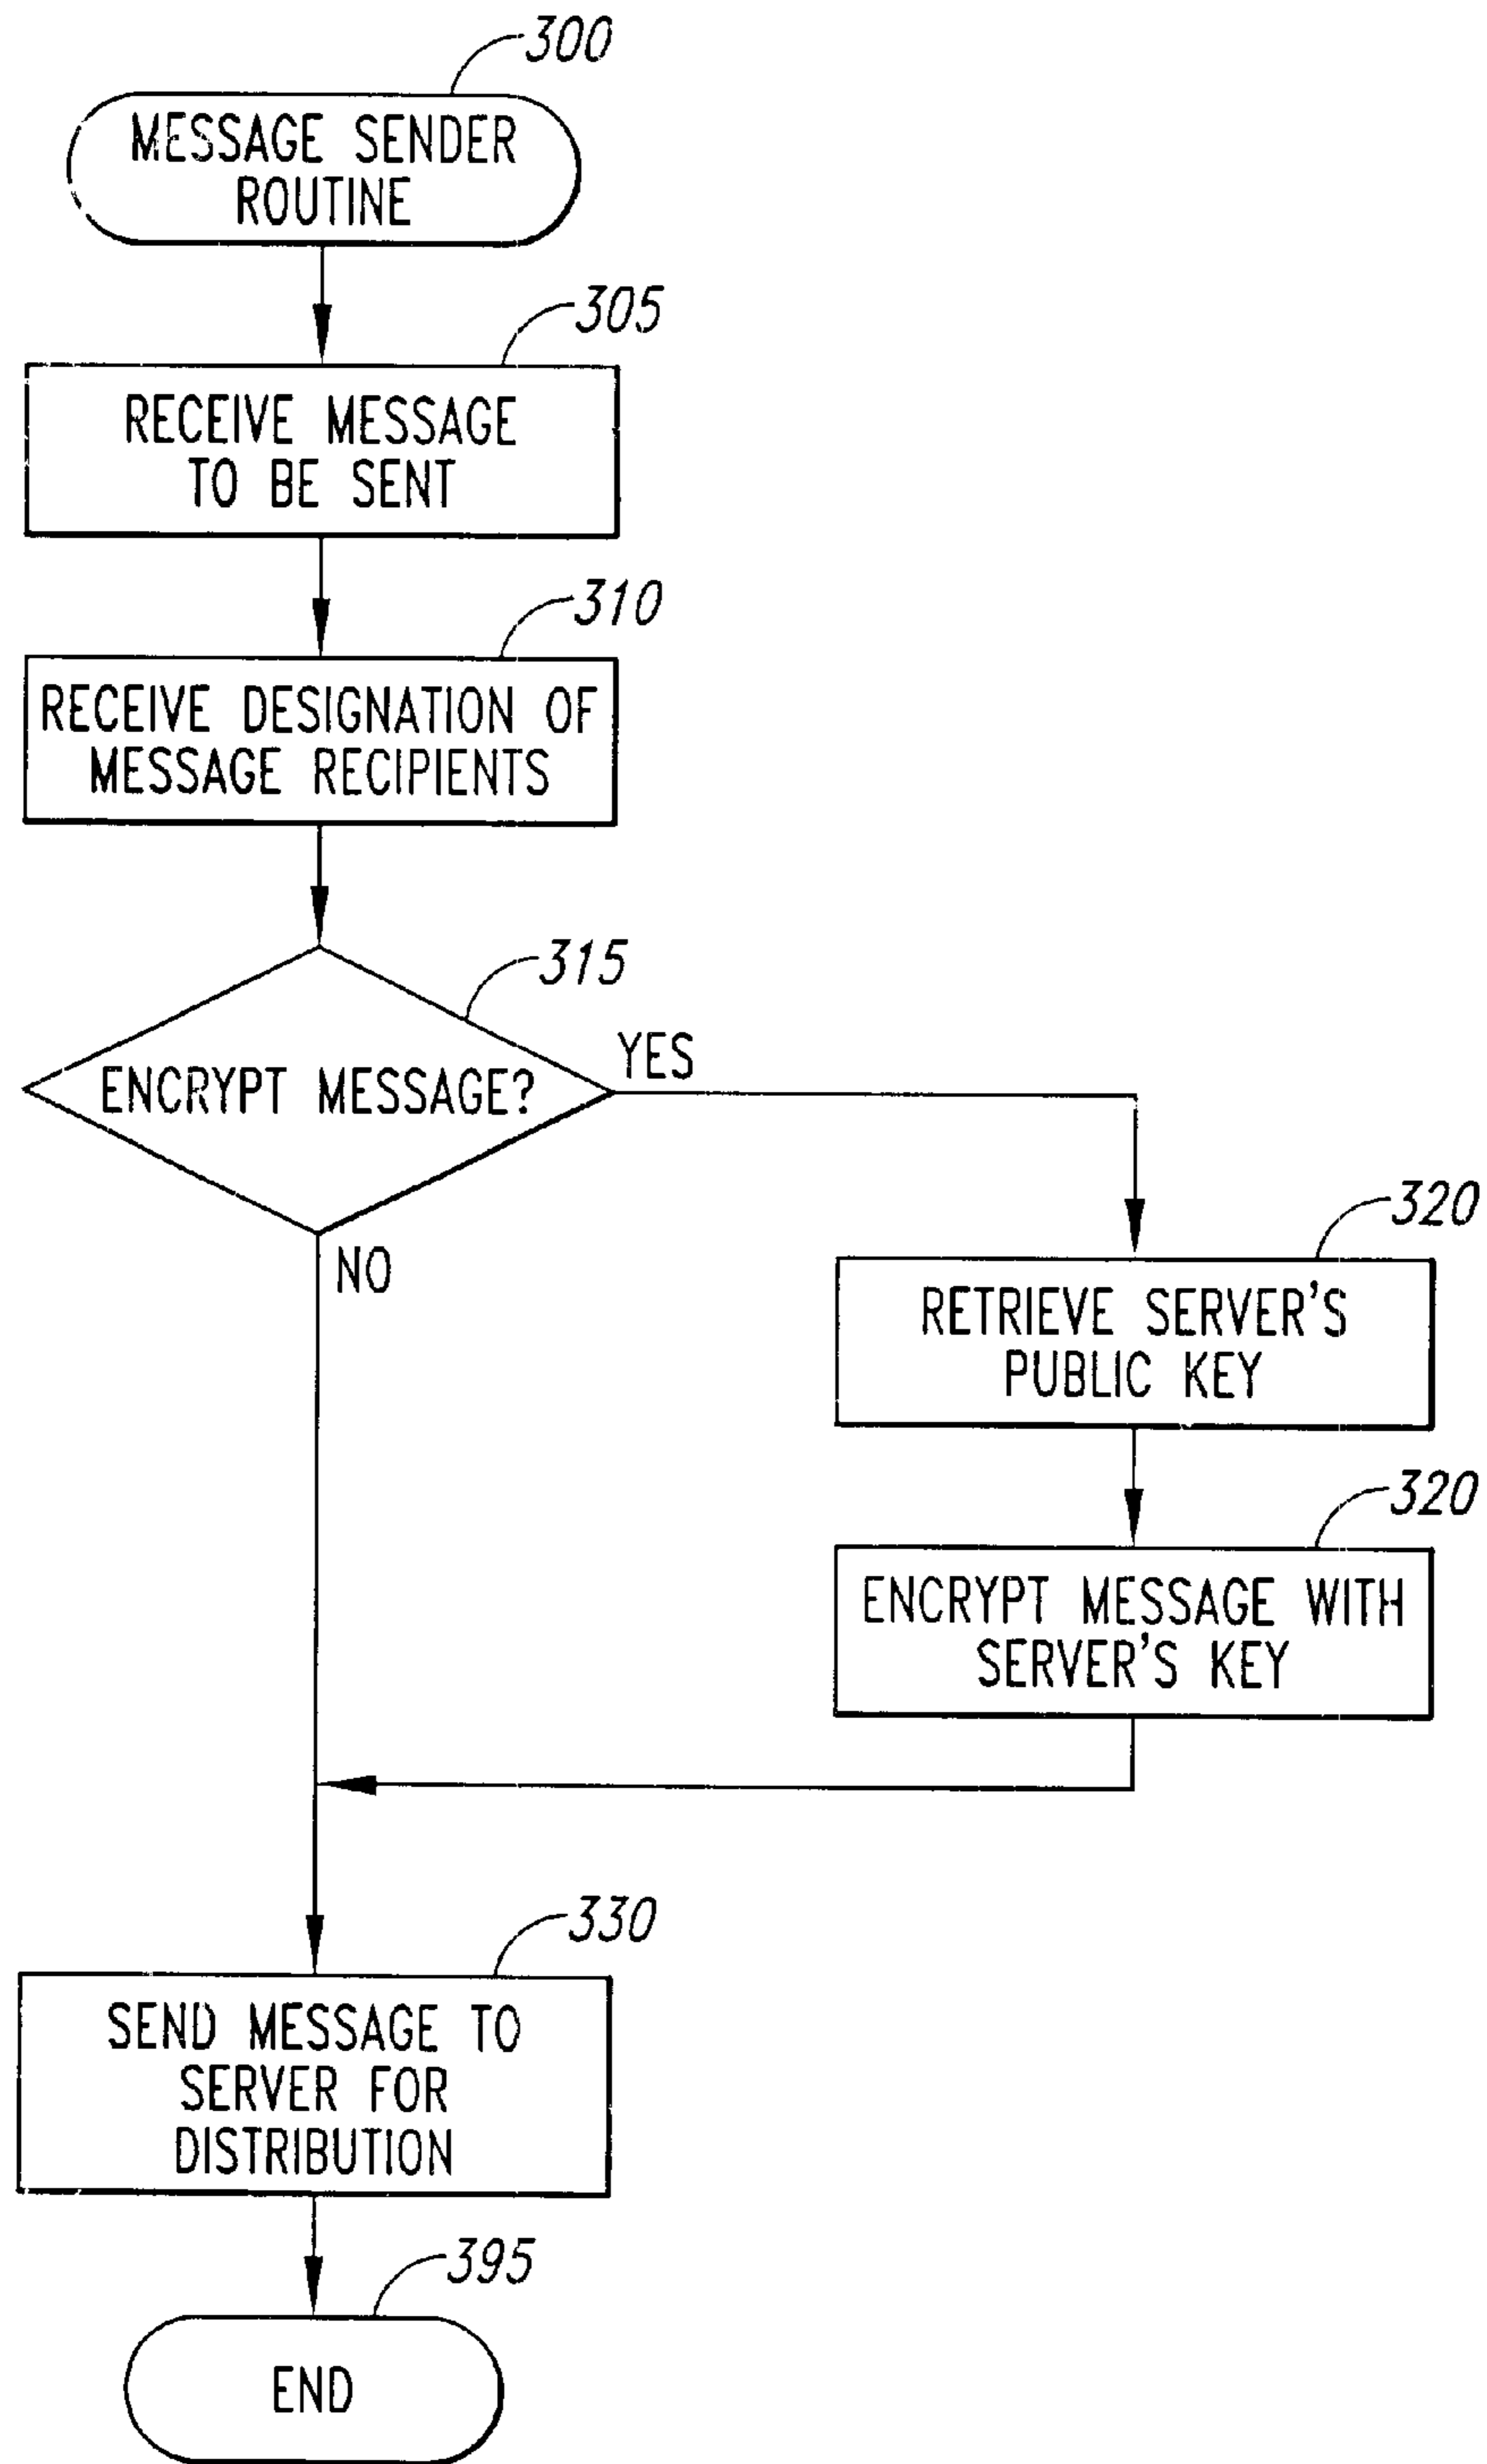 300
MESSAGE SENDER
ROUTINE
305
RECEIVE MESSAGE
TO BE SENT
310
RECEIVE DESIGNATION OF
MESSAGE RECIPIENTS
315
ENCRYPT MESSAGE?
YES
NO
320
RETRIEVE SERVER'S
PUBLIC KEY
320
ENCRYPT MESSAGE WITH
SERVER'S KEY
330
SEND MESSAGE TO
SERVER FOR
DISTRIBUTION
395
END